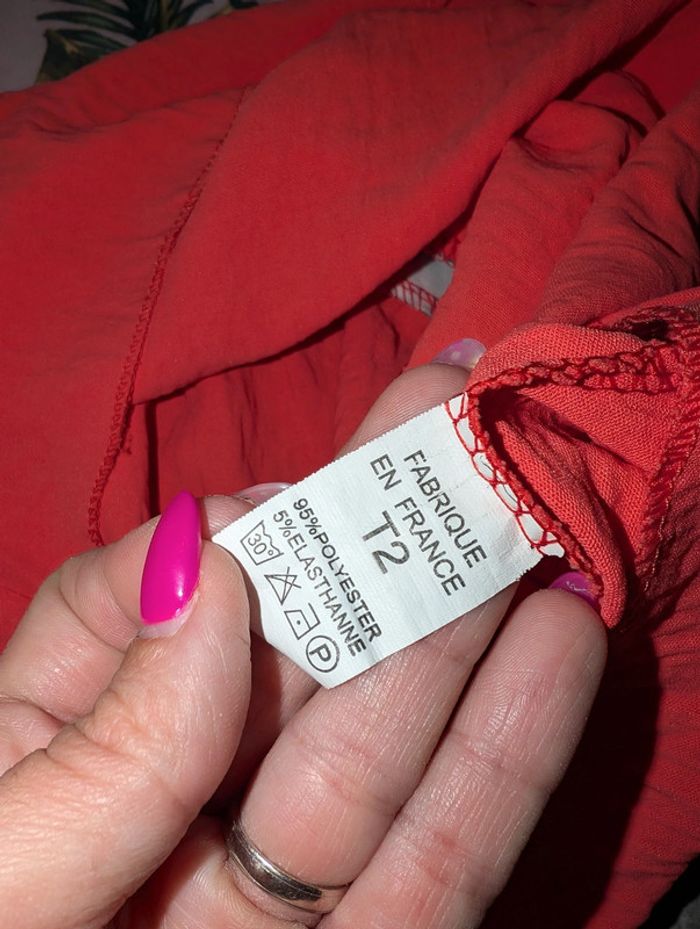 FABRIQUE
EN FRANCE
T2
95%POLYESTER
5%ELASTHANNE
30°
P